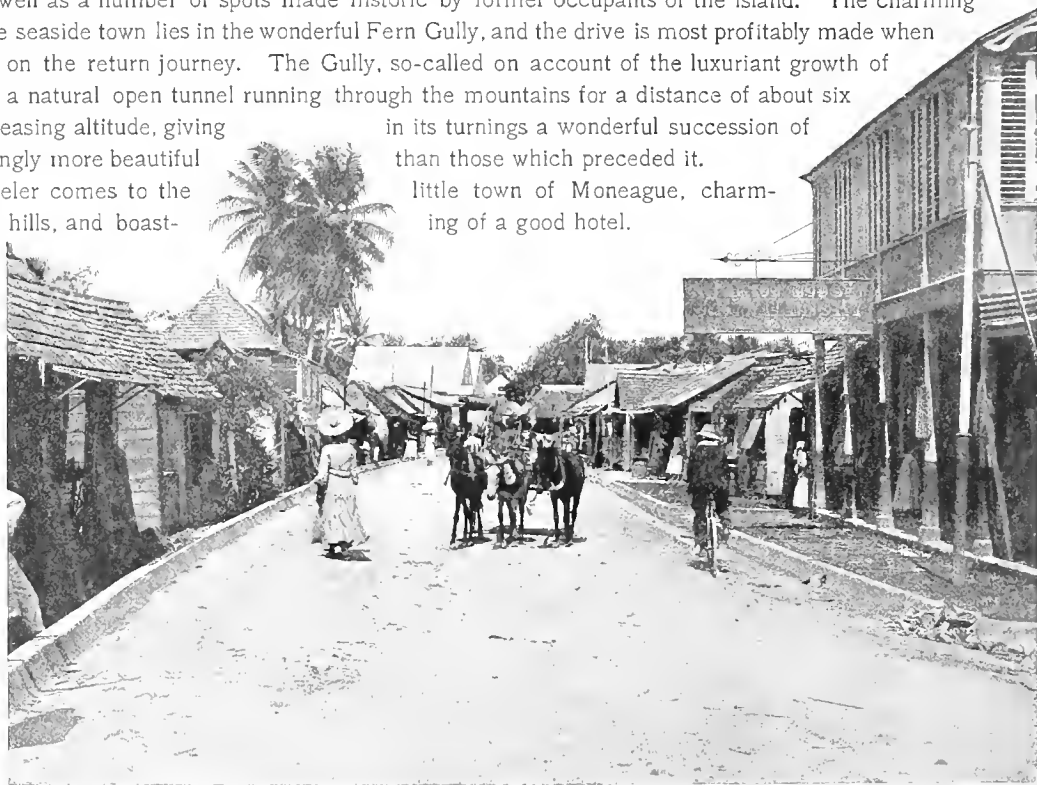 well as a number of spots made historic by former occupants of the island. The charming
e seaside town lies in the wonderful Fern Gully, and the drive is most profitably made when
on the return journey. The Gully, so-called on account of the luxuriant growth of
a natural open tunnel running through the mountains for a distance of about six
easing altitude, giving in its turnings a wonderful succession of
ngly more beautiful than those which preceded it.
eler comes to the little town of Moneague, charm-
hills, and boast- ing of a good hotel.